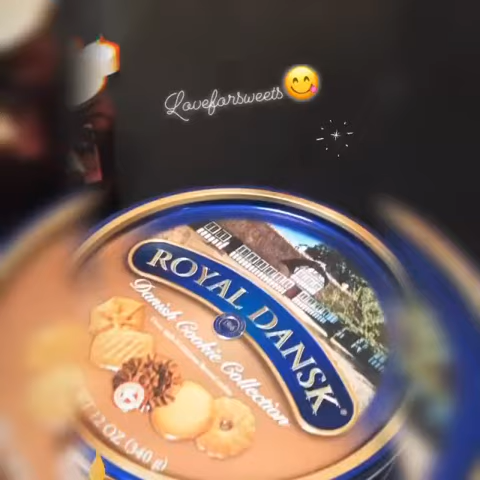 Loveforsweets😋
ROYAL DANSK®
Danish Cookie Collection
12 OZ (340 g)